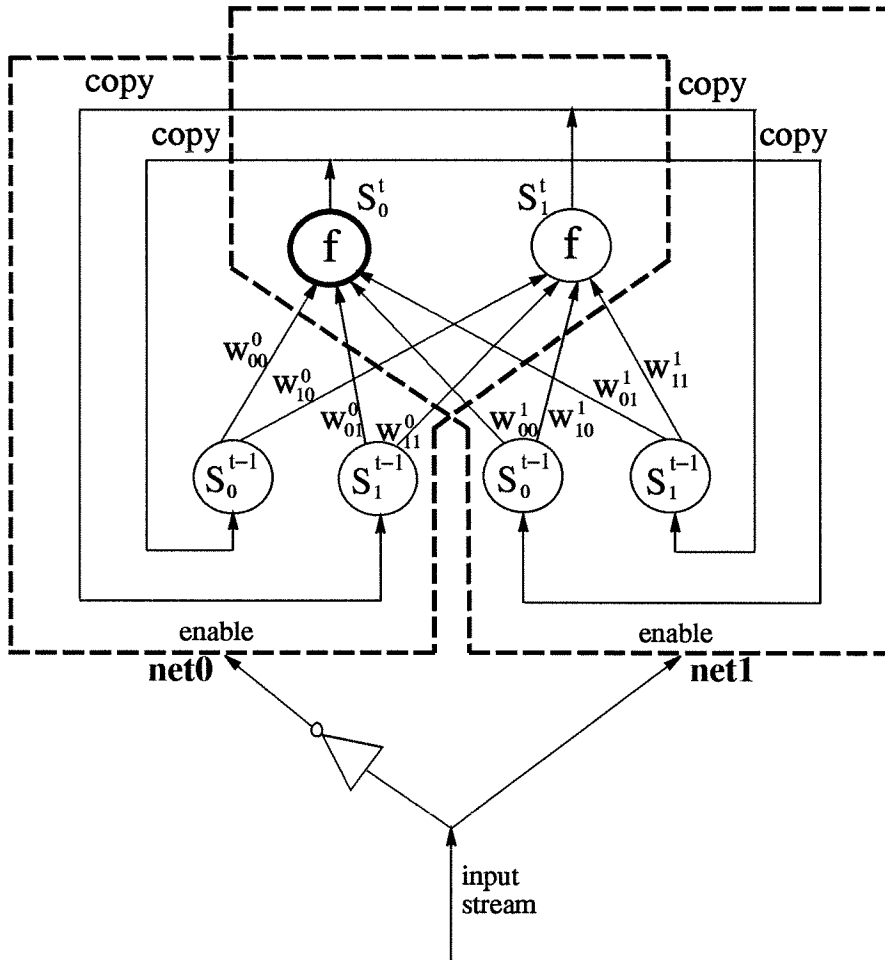 copy
copy
copy
copy
S_0^t
S_1^t
f
f
w_00^0
w_10^0
w_01^0
w_11^0
w_00^1
w_10^1
w_01^1
w_11^1
S_0^{t-1}
S_1^{t-1}
S_0^{t-1}
S_1^{t-1}
enable
enable
net0
net1
input
stream